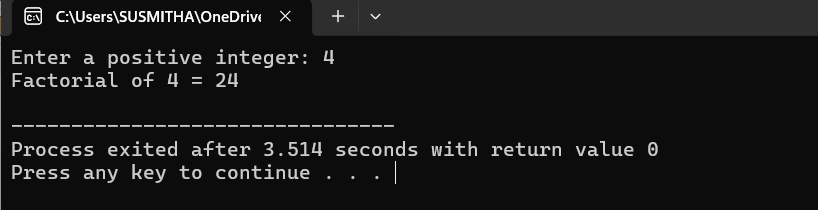 C:\Users\SUSMITHA\OneDrive
Enter a positive integer: 4
Factorial of 4 = 24
--------------------------------
Process exited after 3.514 seconds with return value 0
Press any key to continue . . .